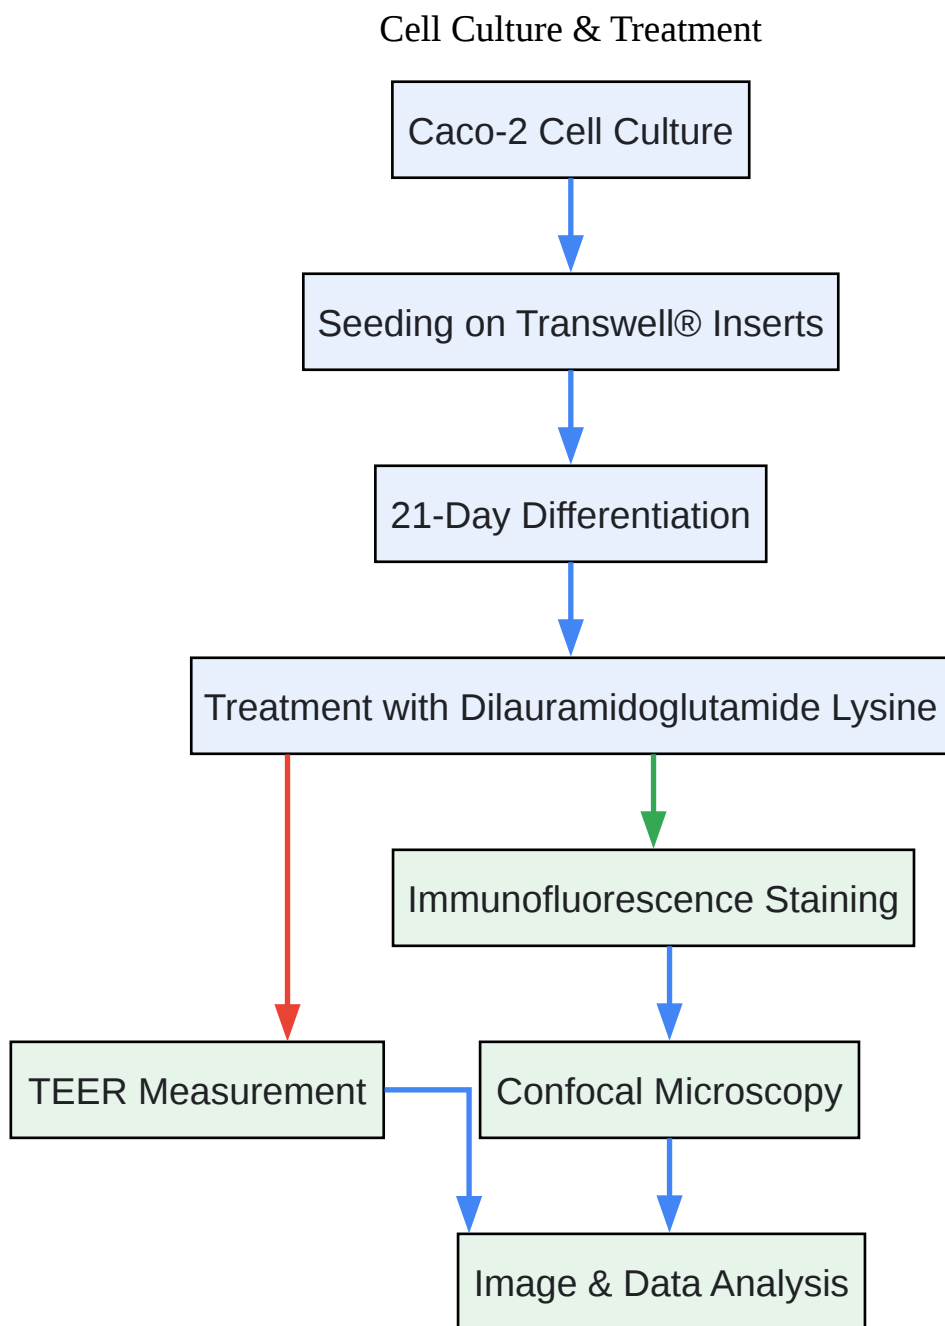 Cell Culture & Treatment
Caco-2 Cell Culture
Seeding on Transwell® Inserts
21-Day Differentiation
Treatment with Dilauramidoglutamide Lysine
Immunofluorescence Staining
TEER Measurement
Confocal Microscopy
Image & Data Analysis